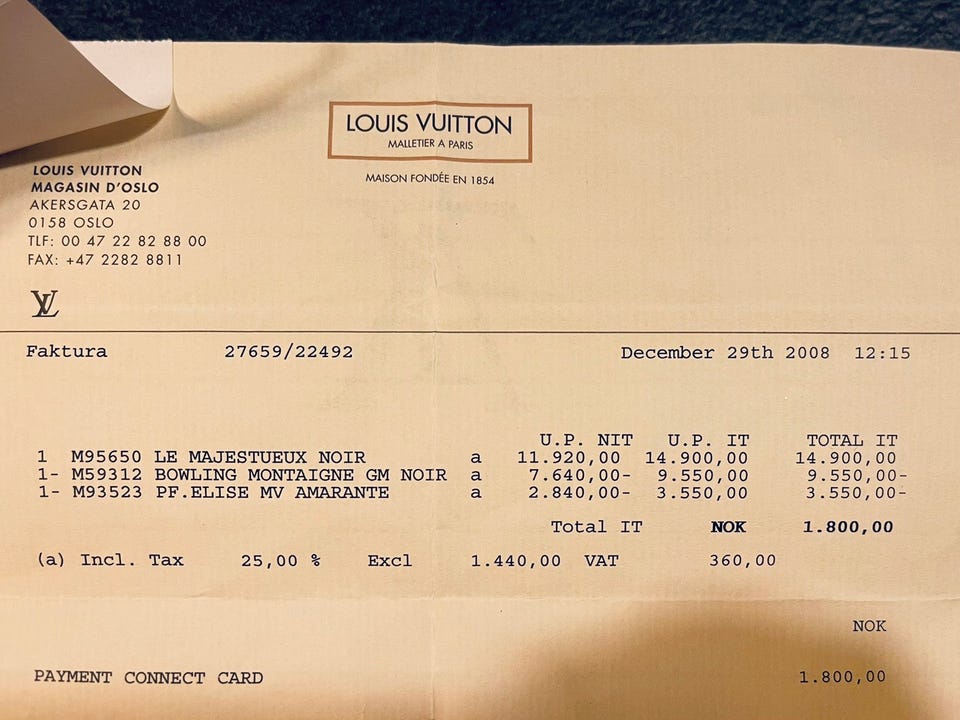 LOUIS VUITTON
MALLETIER A PARIS
MAISON FONDÉE EN 1854
LOUIS VUITTON
MAGASIN D'OSLO
AKERSGATA 20
0158 OSLO
TLF: 00 47 22 82 88 00
FAX: +47 2282 8811
LV
Faktura 27659/22492 December 29th 2008 12:15
U.P. NIT U.P. IT TOTAL IT
1 M95650 LE MAJESTUEUX NOIR a 11.920,00 14.900,00 14.900,00
1- M59312 BOWLING MONTAIGNE GM NOIR a 7.640,00- 9.550,00 9.550,00-
1- M93523 PF.ELISE MV AMARANTE a 2.840,00- 3.550,00 3.550,00-
Total IT NOK 1.800,00
(a) Incl. Tax 25,00 % Excl 1.440,00 VAT 360,00
NOK
PAYMENT CONNECT CARD 1.800,00